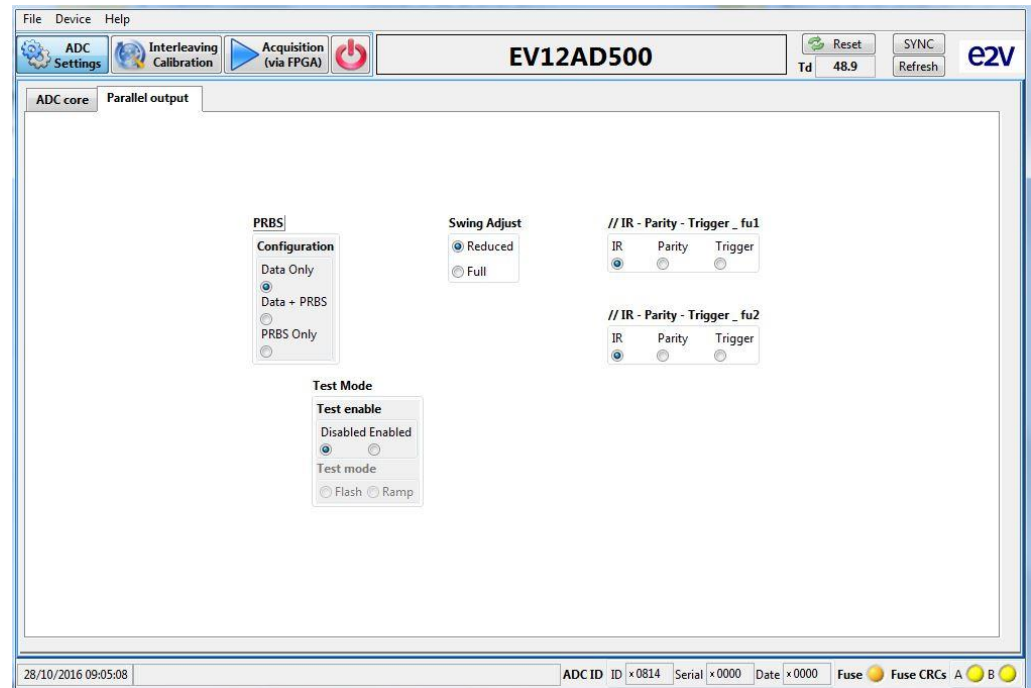 File Device Help
ADC Settings Interleaving Calibration Acquisition (via FPGA) EV12AD500 Reset SYNC
Td 48.9 Refresh e2v
ADC core Parallel output
PRBS Swing Adjust // IR - Parity - Trigger _ fu1
Configuration Reduced IR Parity Trigger
Data Only Full
Data + PRBS // IR - Parity - Trigger _ fu2
PRBS Only IR Parity Trigger
Test Mode
Test enable
Disabled Enabled
Test mode
Flash Ramp
28/10/2016 09:05:08 ADC ID ID x 0814 Serial x 0000 Date x 0000 Fuse Fuse CRCs A B